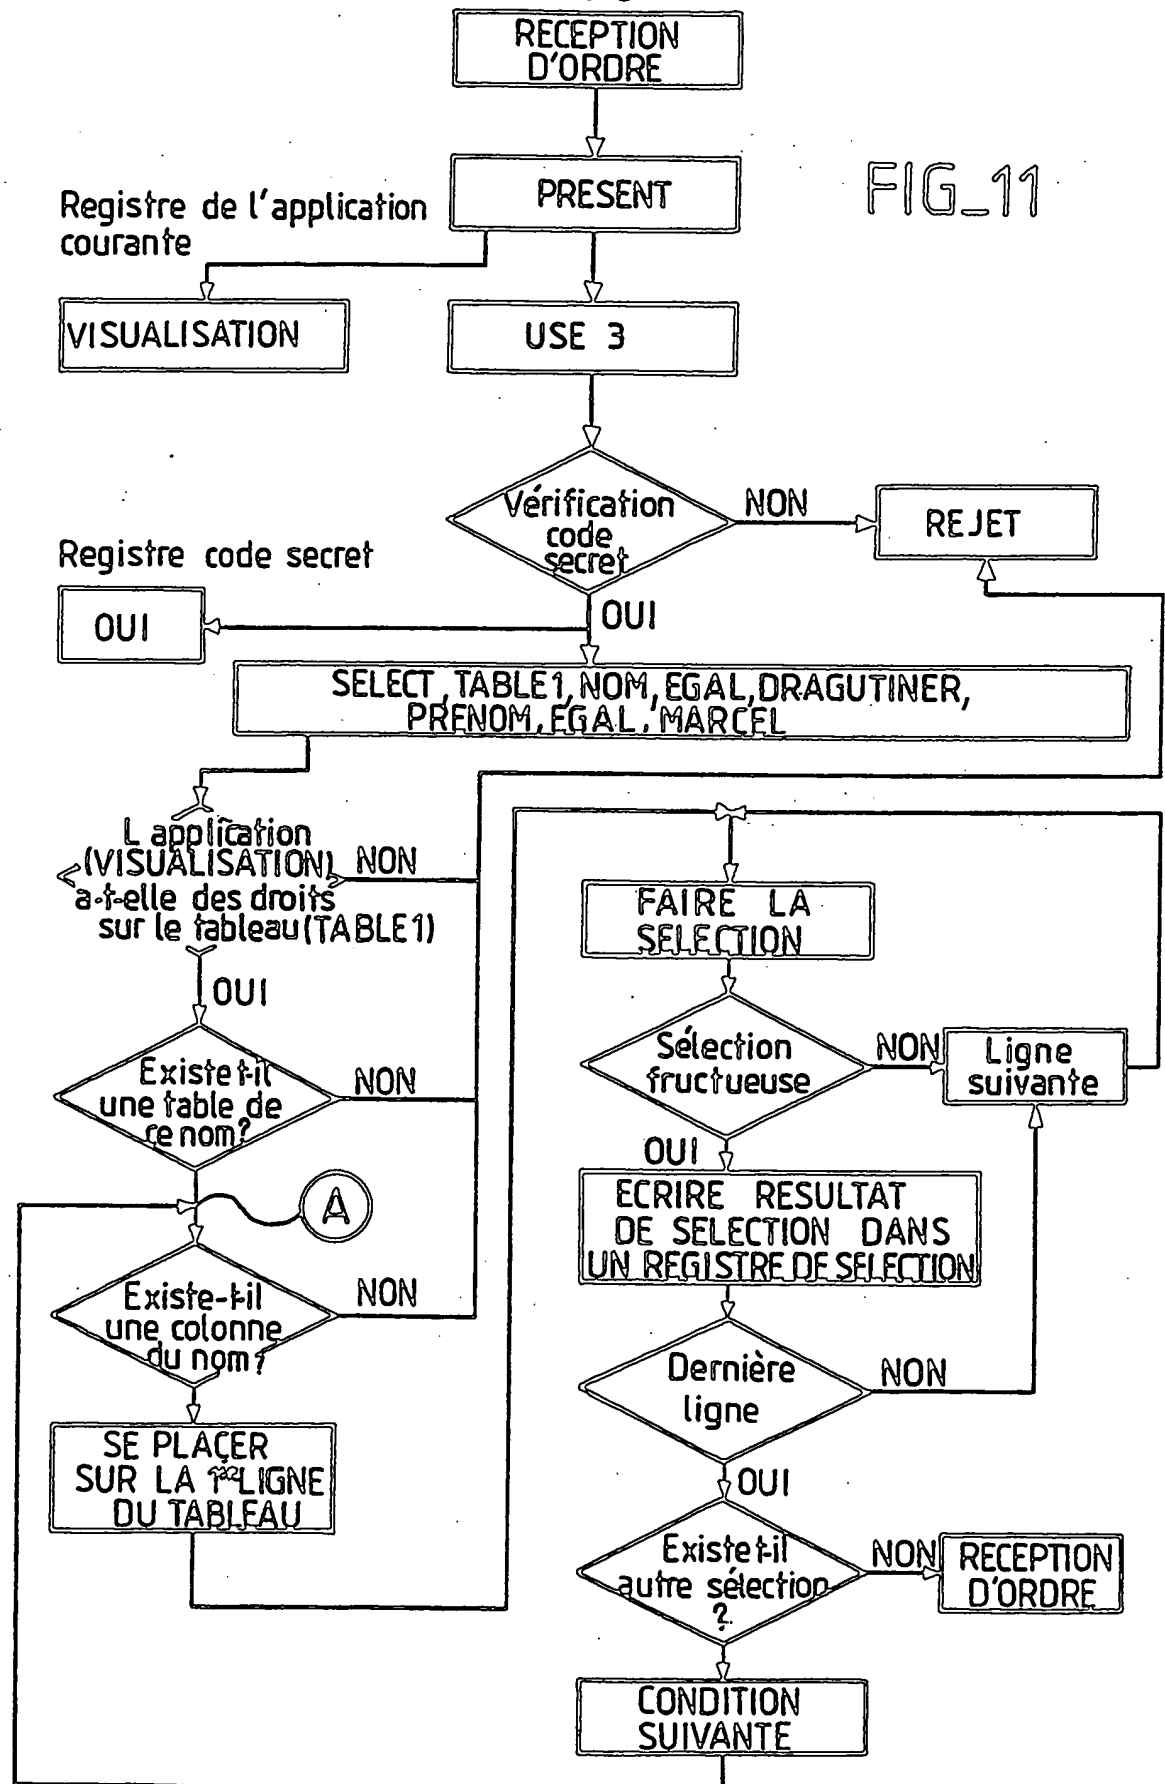 RECEPTION
D'ORDRE
PRESENT
FIG_11
Registre de l'application
courante
VISUALISATION
USE 3
Vérification
code
secret
NON
REJET
Registre code secret
OUI
OUI
SELECT, TABLE1, NOM, EGAL, DRAGUTINER,
PRENOM, EGAL, MARCEL
L application
(VISUALISATION)
a-t-elle des droits
sur le tableau (TABLE1)
NON
OUI
Existe t-il
une table de
ce nom?
NON
A
Existe-t-il
une colonne
du nom?
NON
SE PLAÇER
SUR LA LIGNE
DU TABLEAU
FAIRE LA
SELECTION
Sélection
fructueuse
NON
Ligne
suivante
OUI
ECRIRE RESULTAT
DE SELECTION DANS
UN REGISTRE DE SELECTION
Dernière
ligne
NON
OUI
Existe t-il
autre sélection
?
NON
RECEPTION
D'ORDRE
CONDITION
SUIVANTE